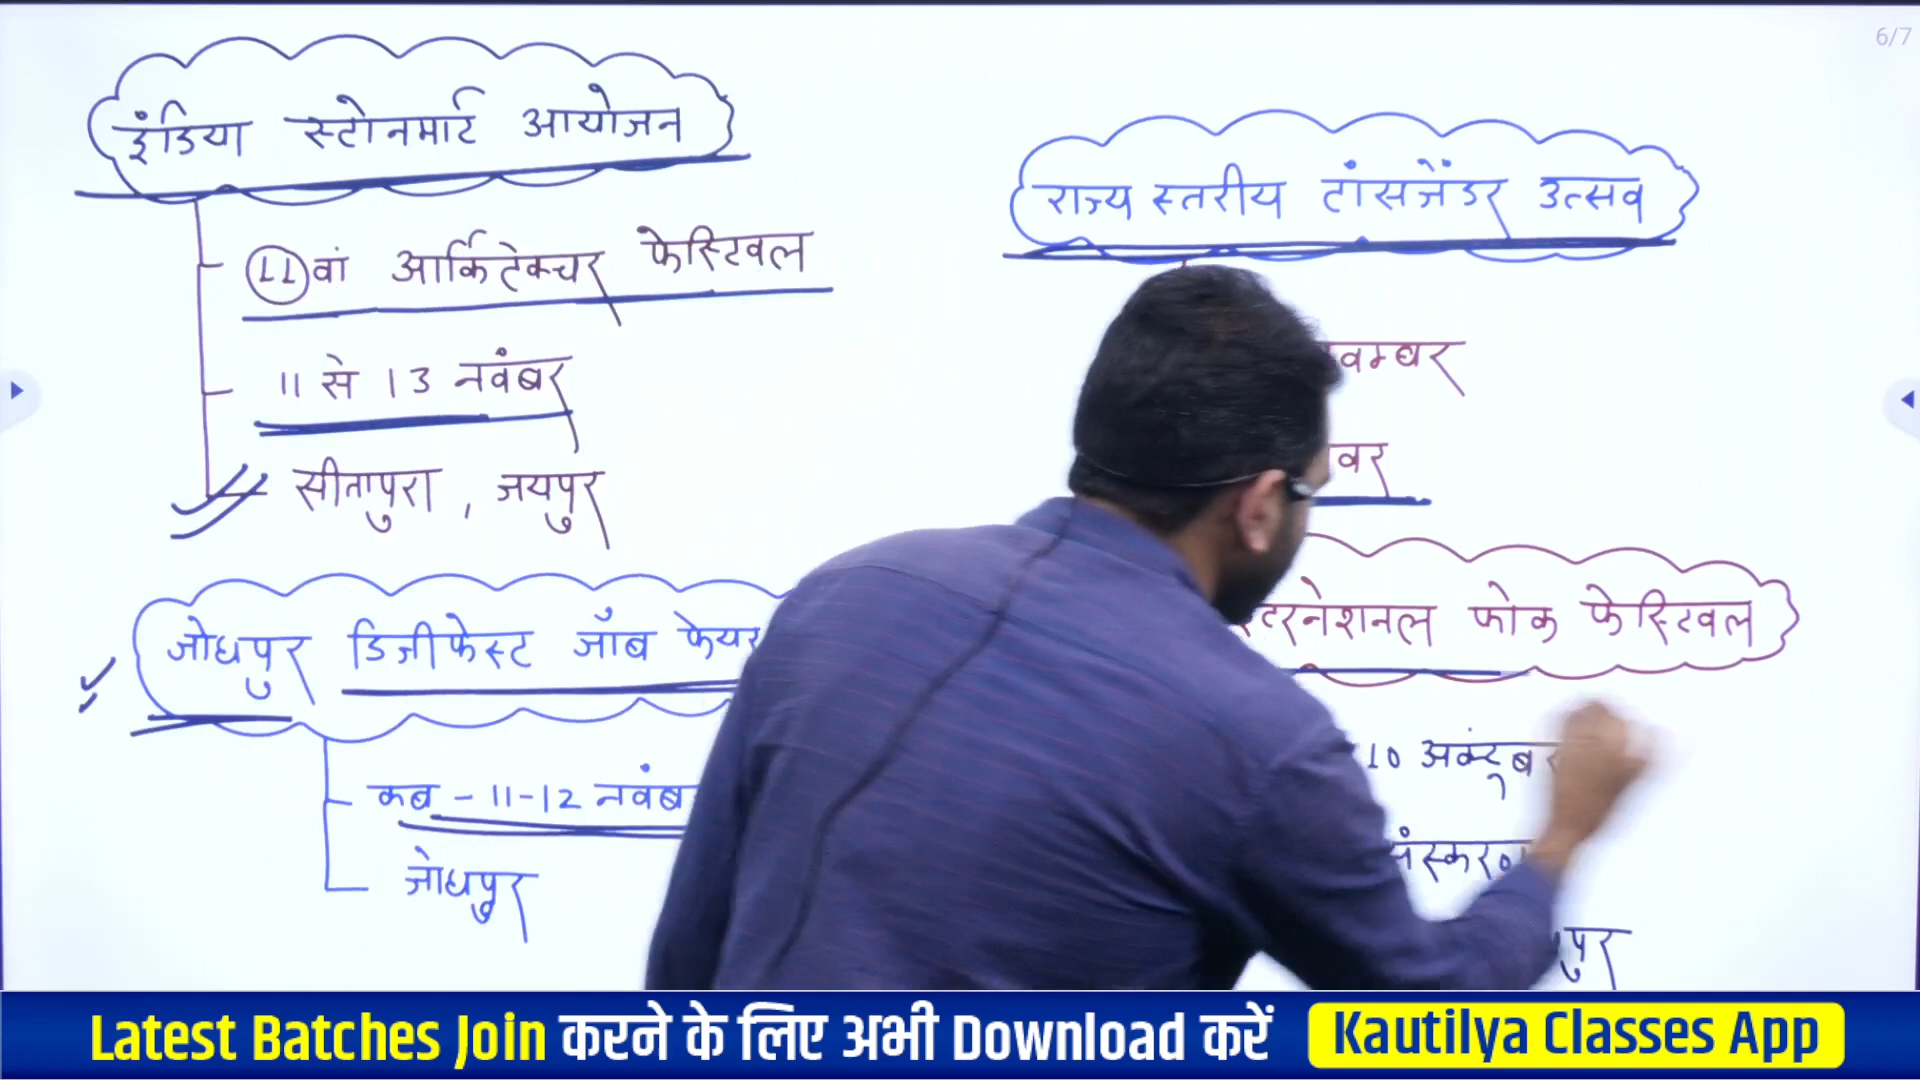 6/7
इंडिया स्टोनमार्ट आयोजन
11वां आर्किटेक्चर फेस्टिवल
11 से 13 नवंबर
सीतापुरा, जयपुर
जोधपुर डिजीफेस्ट जॉब फेयर
कब - 11-12 नवंब
जोधपुर
राज्य स्तरीय टांसजेंडर उत्सव
वम्बर
वर
टरनेशनल फोक फेस्टिवल
10 अक्टूबर
संस्करण
पुर
Latest Batches Join करने के लिए अभी Download करें Kautilya Classes App